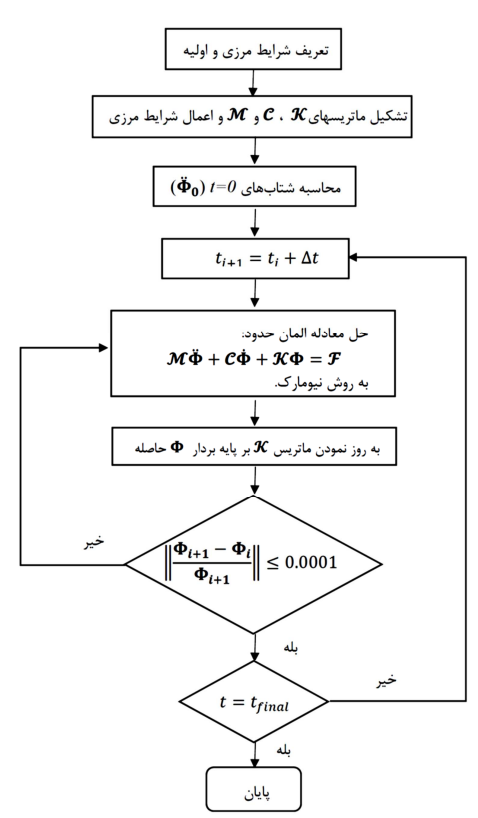 تعریف شرایط مرزی و اولیه
تشکیل ماتریسهای 𝓚 ، 𝓒 و 𝓜 و اعمال شرایط مرزی
محاسبه شتاب‌های t=0 (Φ̈₀)
tᵢ₊₁ = tᵢ + Δt
حل معادله المان حدود:
𝓜Φ̈ + 𝓒Φ̇ + 𝓚Φ = 𝓕
به روش نیومارک.
به روز نمودن ماتریس 𝓚 بر پایه بردار Φ حاصله
خیر
‖(Φᵢ₊₁ − Φᵢ)/Φᵢ₊₁‖ ≤ 0.0001
بله
خیر
t = t_final
بله
پایان